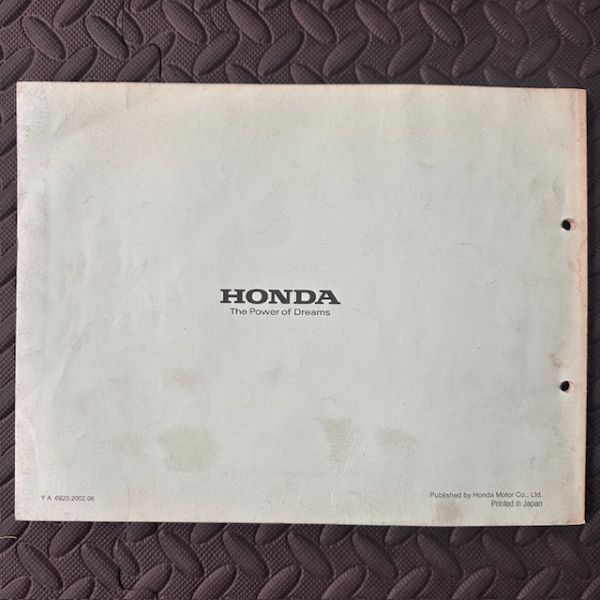 HONDA
The Power of Dreams
Y A 6920.2002.06
Published by Honda Motor Co., Ltd.
Printed in Japan